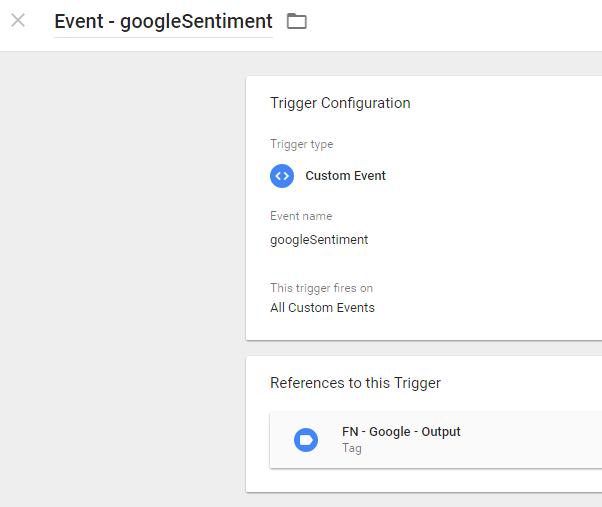 Event - googleSentiment
Trigger Configuration
Trigger type
Custom Event
Event name
googleSentiment
This trigger fires on
All Custom Events
References to this Trigger
FN - Google - Output
Tag